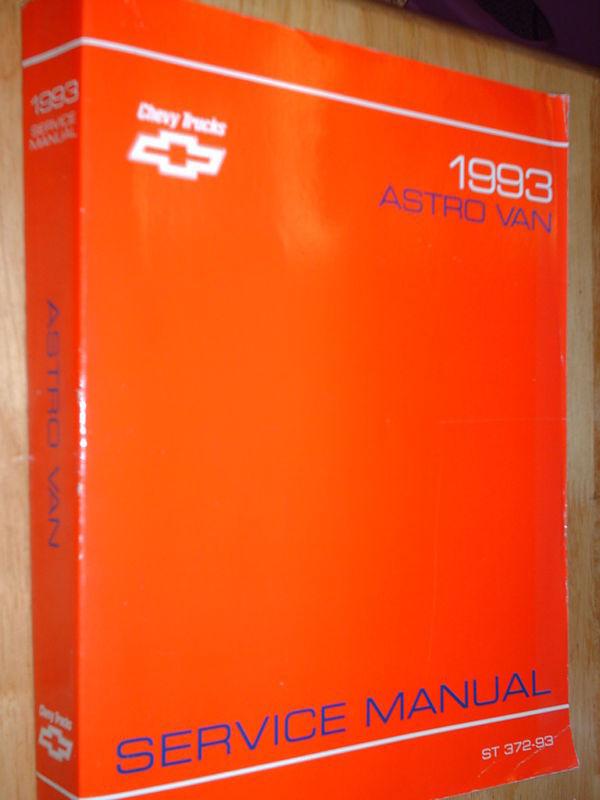 1993
SERVICE
MANUAL
ASTRO VAN
Chevy Trucks
Chevy Trucks
1993
ASTRO VAN
SERVICE MANUAL
ST 372-93